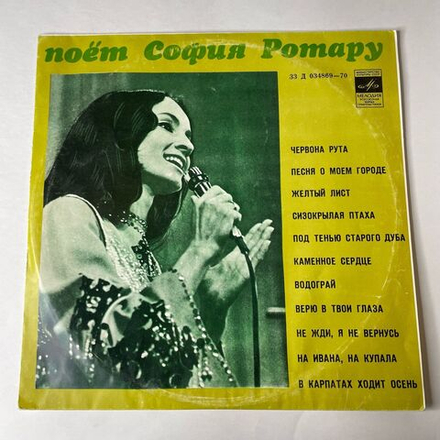 поёт София Ротару
33 Д 034869—70
МЕЛОДИЯ
ЧЕРВОНА РУТА
ПЕСНЯ О МОЕМ ГОРОДЕ
ЖЕЛТЫЙ ЛИСТ
СИЗОКРЫЛАЯ ПТАХА
ПОД ТЕНЬЮ СТАРОГО ДУБА
КАМЕННОЕ СЕРДЦЕ
ВОДОГРАЙ
ВЕРЮ В ТВОИ ГЛАЗА
НЕ ЖДИ, Я НЕ ВЕРНУСЬ
НА ИВАНА, НА КУПАЛА
В КАРПАТАХ ХОДИТ ОСЕНЬ